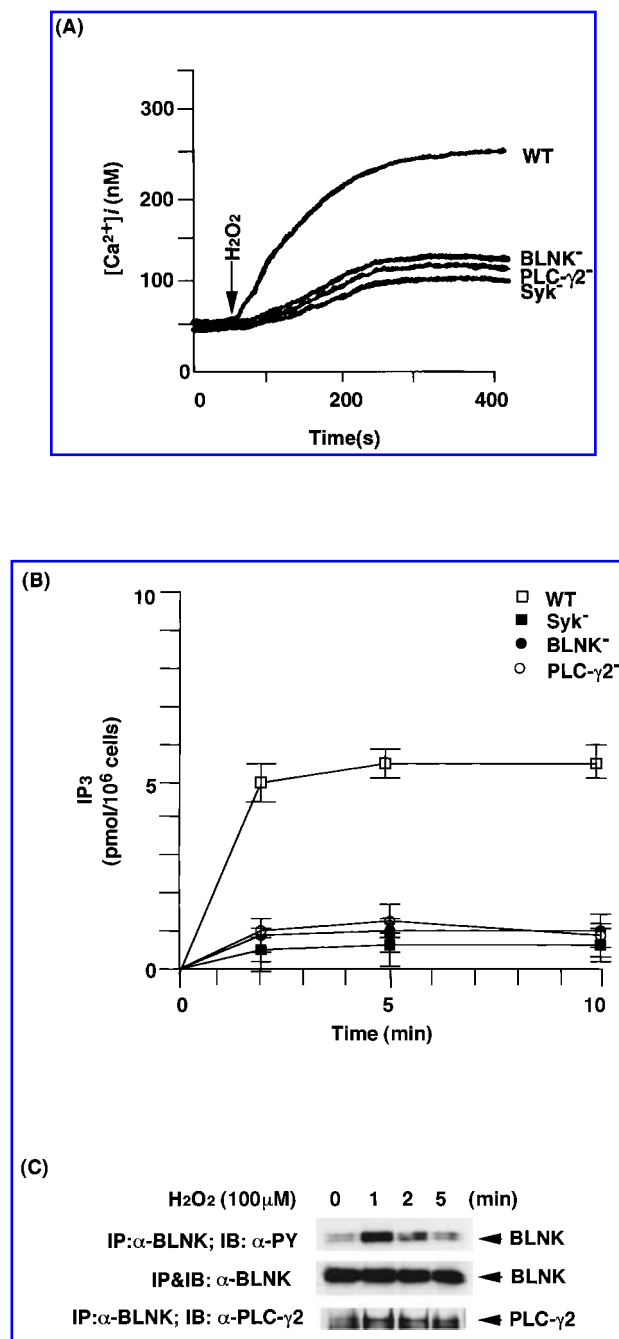 (A)
300
200
100
0
[Ca2+]i (nM)
H2O2
WT
BLNK-
PLC-γ2-
Syk-
0 200 400
Time(s)
(B)
10
5
0
IP3
(pmol/10^6 cells)
WT
Syk-
BLNK-
PLC-γ2-
0 5 10
Time (min)
(C)
H2O2 (100μM) 0 1 2 5 (min)
IP:α-BLNK; IB: α-PY BLNK
IP&IB: α-BLNK BLNK
IP:α-BLNK; IB: α-PLC-γ2 PLC-γ2